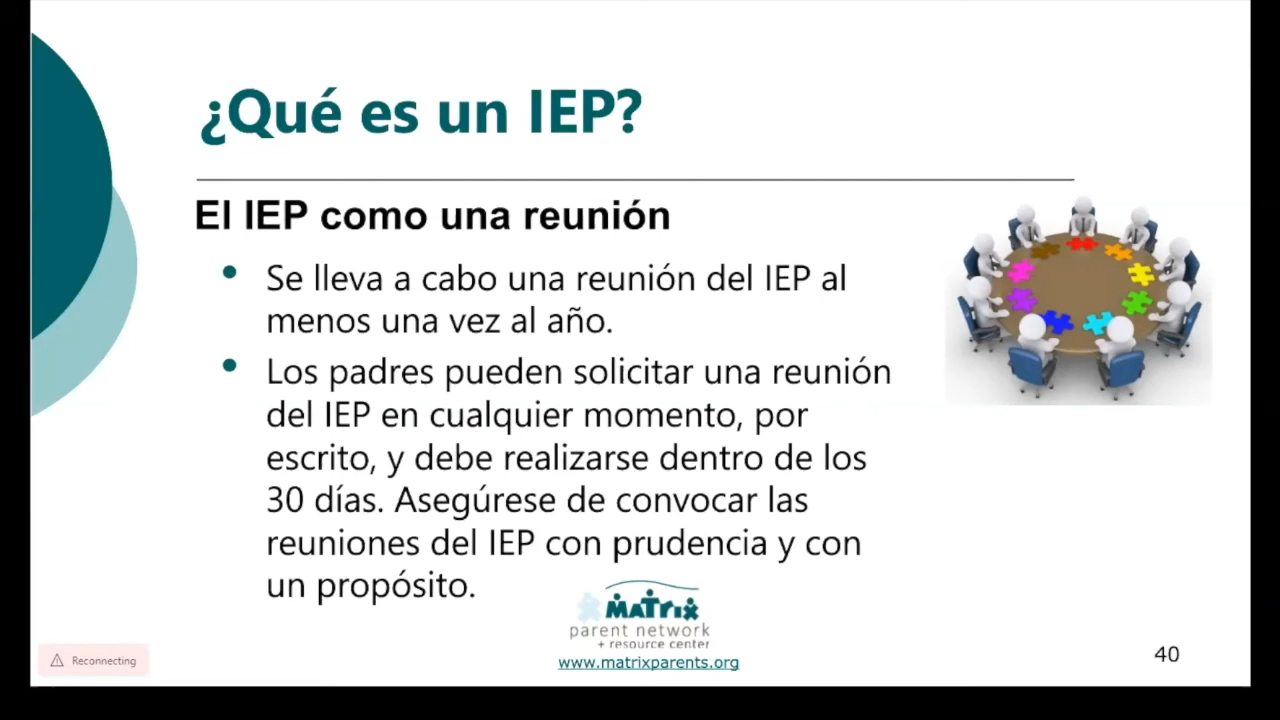 ¿Qué es un IEP?
El IEP como una reunión
• Se lleva a cabo una reunión del IEP al
menos una vez al año.
• Los padres pueden solicitar una reunión
del IEP en cualquier momento, por
escrito, y debe realizarse dentro de los
30 días. Asegúrese de convocar las
reuniones del IEP con prudencia y con
un propósito.
MATRIX
parent network
+ resource center
www.matrixparents.org
Reconnecting
40